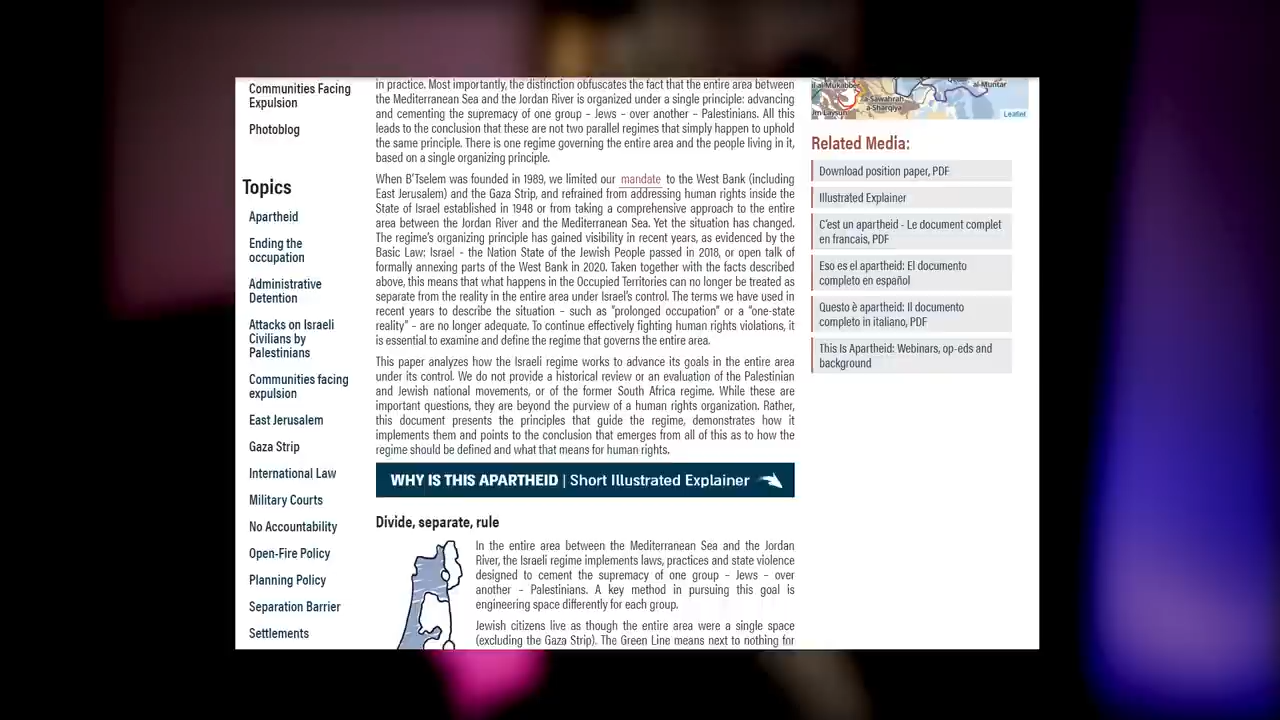 Communities Facing
Expulsion
Photoblog
Topics
Apartheid
Ending the
occupation
Administrative
Detention
Attacks on Israeli
Civilians by
Palestinians
Communities facing
expulsion
East Jerusalem
Gaza Strip
International Law
Military Courts
No Accountability
Open-Fire Policy
Planning Policy
Separation Barrier
Settlements
in practice. Most importantly, the distinction obfuscates the fact that the entire area between
the Mediterranean Sea and the Jordan River is organized under a single principle: advancing
and cementing the supremacy of one group – Jews – over another – Palestinians. All this
leads to the conclusion that these are not two parallel regimes that simply happen to uphold
the same principle. There is one regime governing the entire area and the people living in it,
based on a single organizing principle.
When B'Tselem was founded in 1989, we limited our mandate to the West Bank (including
East Jerusalem) and the Gaza Strip, and refrained from addressing human rights inside the
State of Israel established in 1948 or from taking a comprehensive approach to the entire
area between the Jordan River and the Mediterranean Sea. Yet the situation has changed.
The regime's organizing principle has gained visibility in recent years, as evidenced by the
Basic Law: Israel - the Nation State of the Jewish People passed in 2018, or open talk of
formally annexing parts of the West Bank in 2020. Taken together with the facts described
above, this means that what happens in the Occupied Territories can no longer be treated as
separate from the reality in the entire area under Israel's control. The terms we have used in
recent years to describe the situation – such as "prolonged occupation" or a "one-state
reality" – are no longer adequate. To continue effectively fighting human rights violations, it
is essential to examine and define the regime that governs the entire area.
This paper analyzes how the Israeli regime works to advance its goals in the entire area
under its control. We do not provide a historical review or an evaluation of the Palestinian
and Jewish national movements, or of the former South Africa regime. While these are
important questions, they are beyond the purview of a human rights organization. Rather,
this document presents the principles that guide the regime, demonstrates how it
implements them and points to the conclusion that emerges from all of this as to how the
regime should be defined and what that means for human rights.
WHY IS THIS APARTHEID | Short Illustrated Explainer
Divide, separate, rule
In the entire area between the Mediterranean Sea and the Jordan
River, the Israeli regime implements laws, practices and state violence
designed to cement the supremacy of one group – Jews – over
another – Palestinians. A key method in pursuing this goal is
engineering space differently for each group.
Jewish citizens live as though the entire area were a single space
(excluding the Gaza Strip). The Green Line means next to nothing for
al-Muntar
a-Sawahrah
a-Sharqiya
Leaflet
Related Media:
Download position paper, PDF
Illustrated Explainer
C'est un apartheid - Le document complet
en francais, PDF
Eso es el apartheid: El documento
completo en español
Questo è apartheid: Il documento
completo in italiano, PDF
This Is Apartheid: Webinars, op-eds and
background